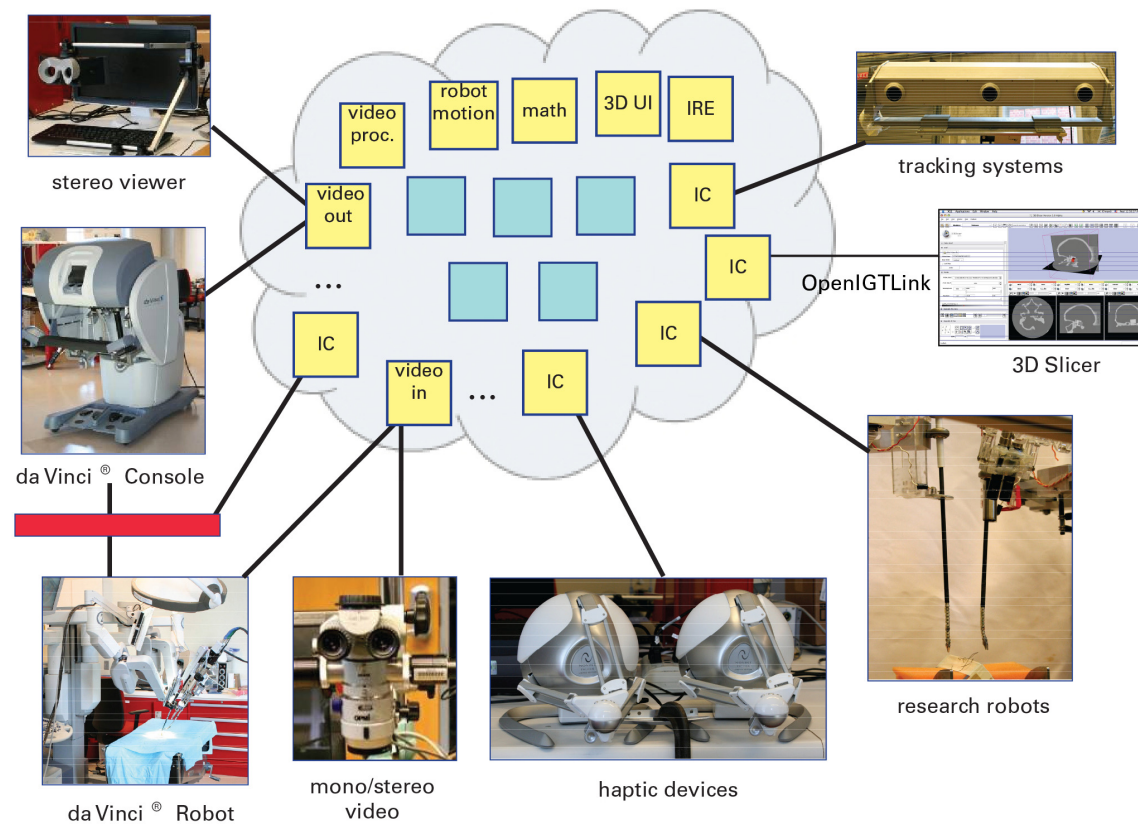 robot
motion
math
3D UI
IRE
video
proc.
stereo viewer
tracking systems
video
out
IC
IC
OpenIGTLink
3D Slicer
...
IC
IC
video
in
...
IC
da Vinci ® Console
research robots
mono/stereo
video
haptic devices
da Vinci ® Robot